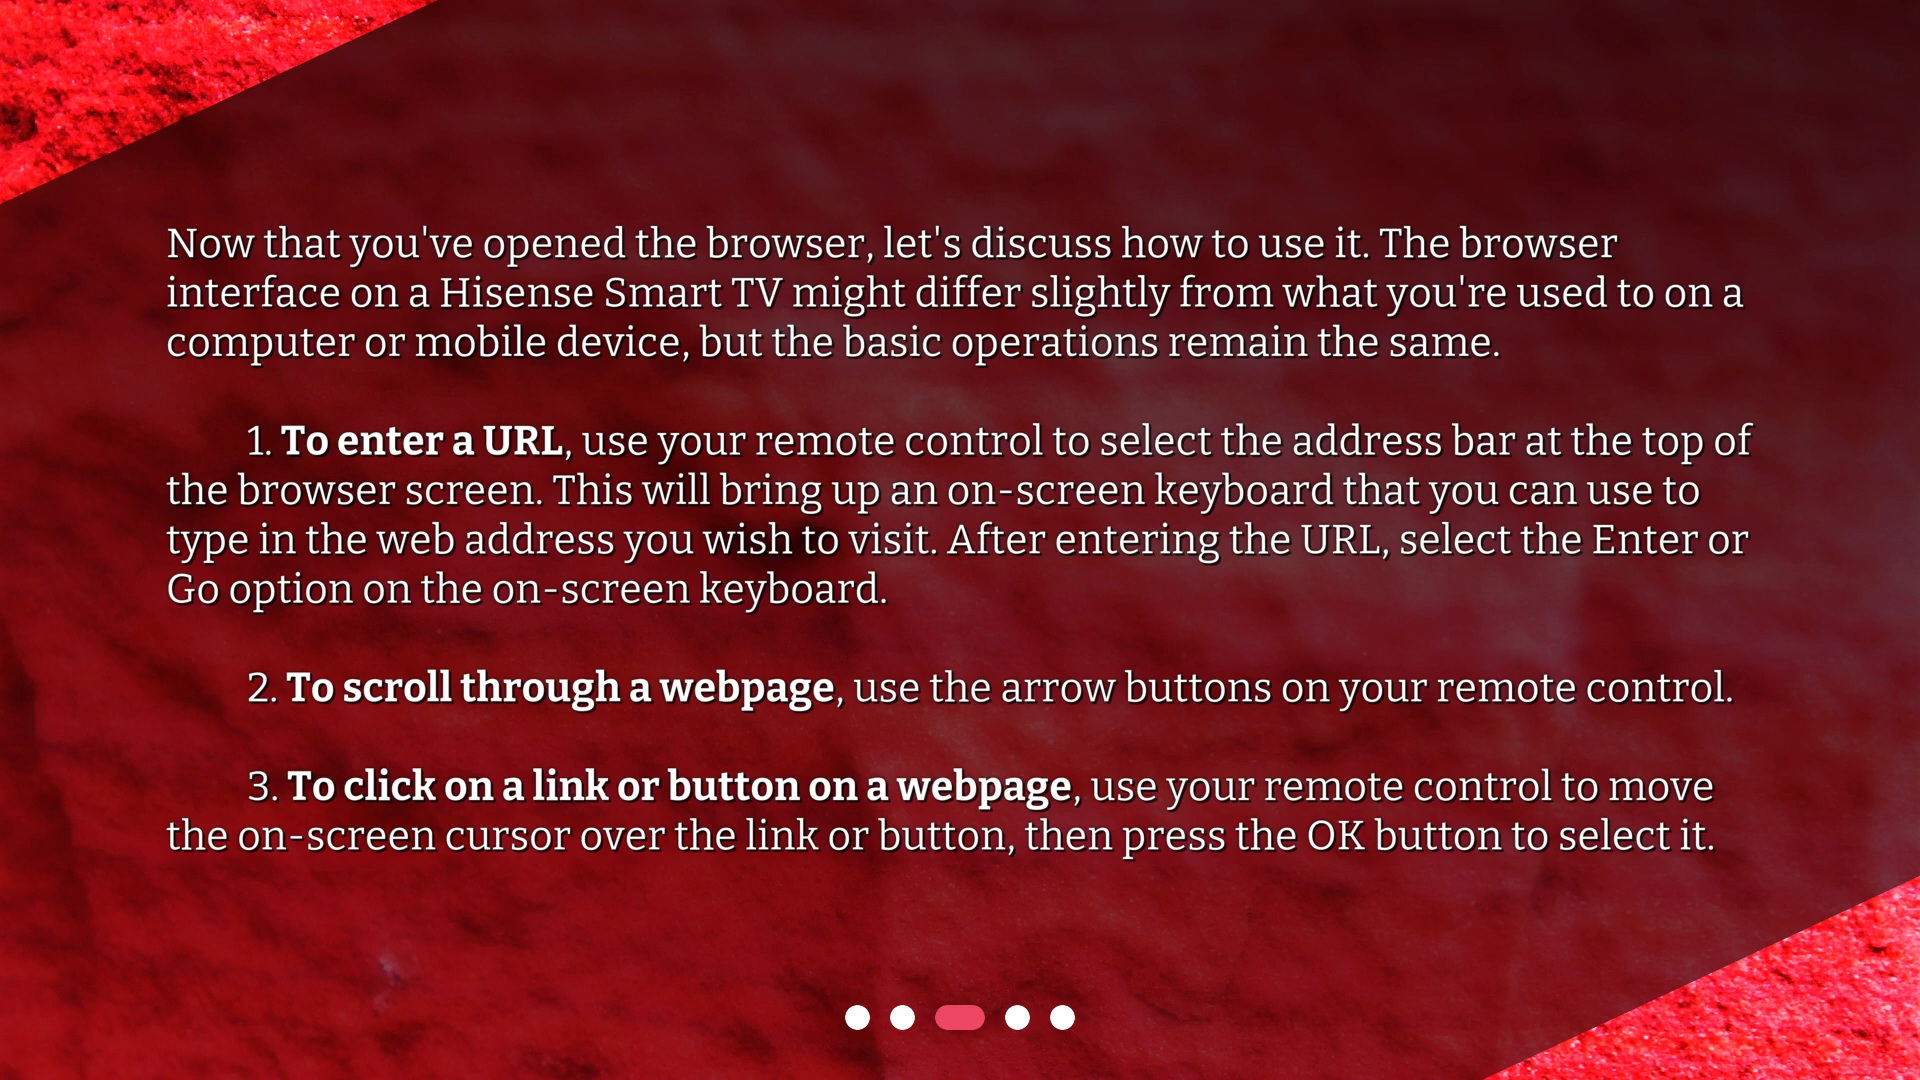 Now that you've opened the browser, let's discuss how to use it. The browser
interface on a Hisense Smart TV might differ slightly from what you're used to on a
computer or mobile device, but the basic operations remain the same.
1. To enter a URL, use your remote control to select the address bar at the top of
the browser screen. This will bring up an on-screen keyboard that you can use to
type in the web address you wish to visit. After entering the URL, select the Enter or
Go option on the on-screen keyboard.
2. To scroll through a webpage, use the arrow buttons on your remote control.
3. To click on a link or button on a webpage, use your remote control to move
the on-screen cursor over the link or button, then press the OK button to select it.